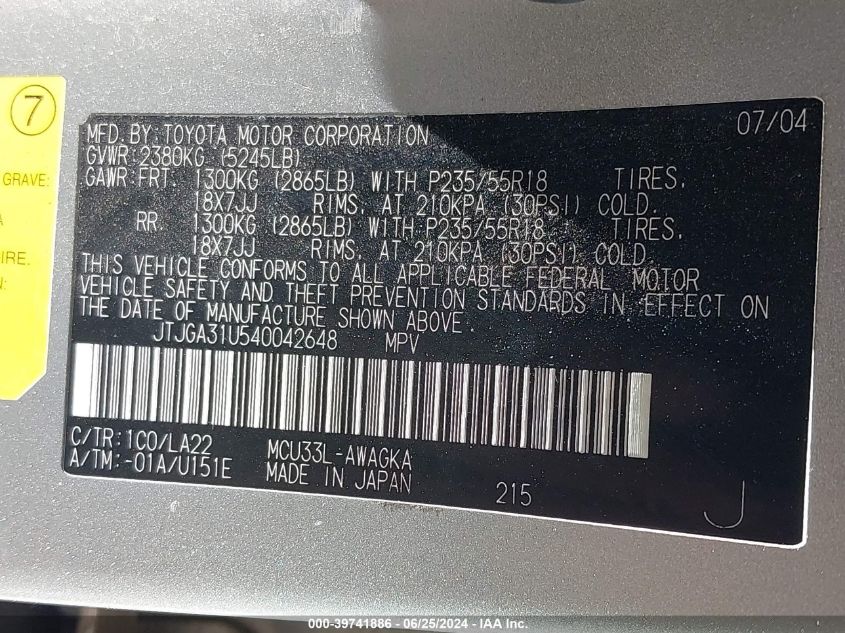 7
GRAVE:
IRE.
07/04
MFD. BY: TOYOTA MOTOR CORPORATION
GVWR: 2380KG (5245LB)
GAWR: FRT 1300KG (2865LB) WITH P235/55R18 TIRES,
18X7JJ RIMS, AT 210KPA (30PSI) COLD.
RR 1300KG (2865LB) WITH P235/55R18 TIRES,
18X7JJ RIMS, AT 210KPA (30PSI) COLD
THIS VEHICLE CONFORMS TO ALL APPLICABLE FEDERAL MOTOR
VEHICLE SAFETY AND THEFT PREVENTION STANDARDS IN EFFECT ON
THE DATE OF MANUFACTURE SHOWN ABOVE.
JTJGA31U540042648 MPV
C/TR: 1C0/LA22 MCU33L-AWAGKA
A/TM: -01A/U151E MADE IN JAPAN 215 J
000-39741886 - 06/25/2024 - IAA Inc.